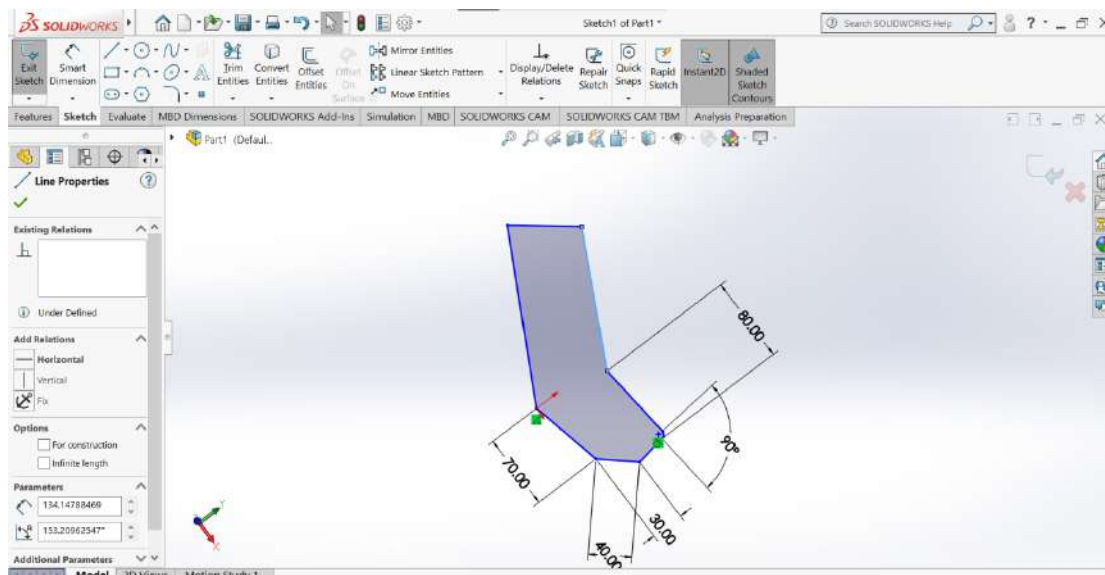 SOLIDWORKS
Sketch1 of Part1 *
Search SOLIDWORKS Help
Exit Sketch
Smart Dimension
Trim Entities
Convert Entities
Offset Entities
Offset On Surface
Mirror Entities
Linear Sketch Pattern
Move Entities
Display/Delete Relations
Repair Sketch
Quick Snaps
Rapid Sketch
Instant2D
Shaded Sketch Contours
Features Sketch Evaluate MBD Dimensions SOLIDWORKS Add-Ins Simulation MBD SOLIDWORKS CAM SOLIDWORKS CAM TBM Analysis Preparation
Part1 (Defaul...
Line Properties
Existing Relations
Under Defined
Add Relations
Horizontal
Vertical
Fix
Options
For construction
Infinite length
Parameters
134.14788469
153.20962547°
Additional Parameters
80.00
90°
70.00
30.00
40.00
Y
X
Model 3D Views Motion Study 1